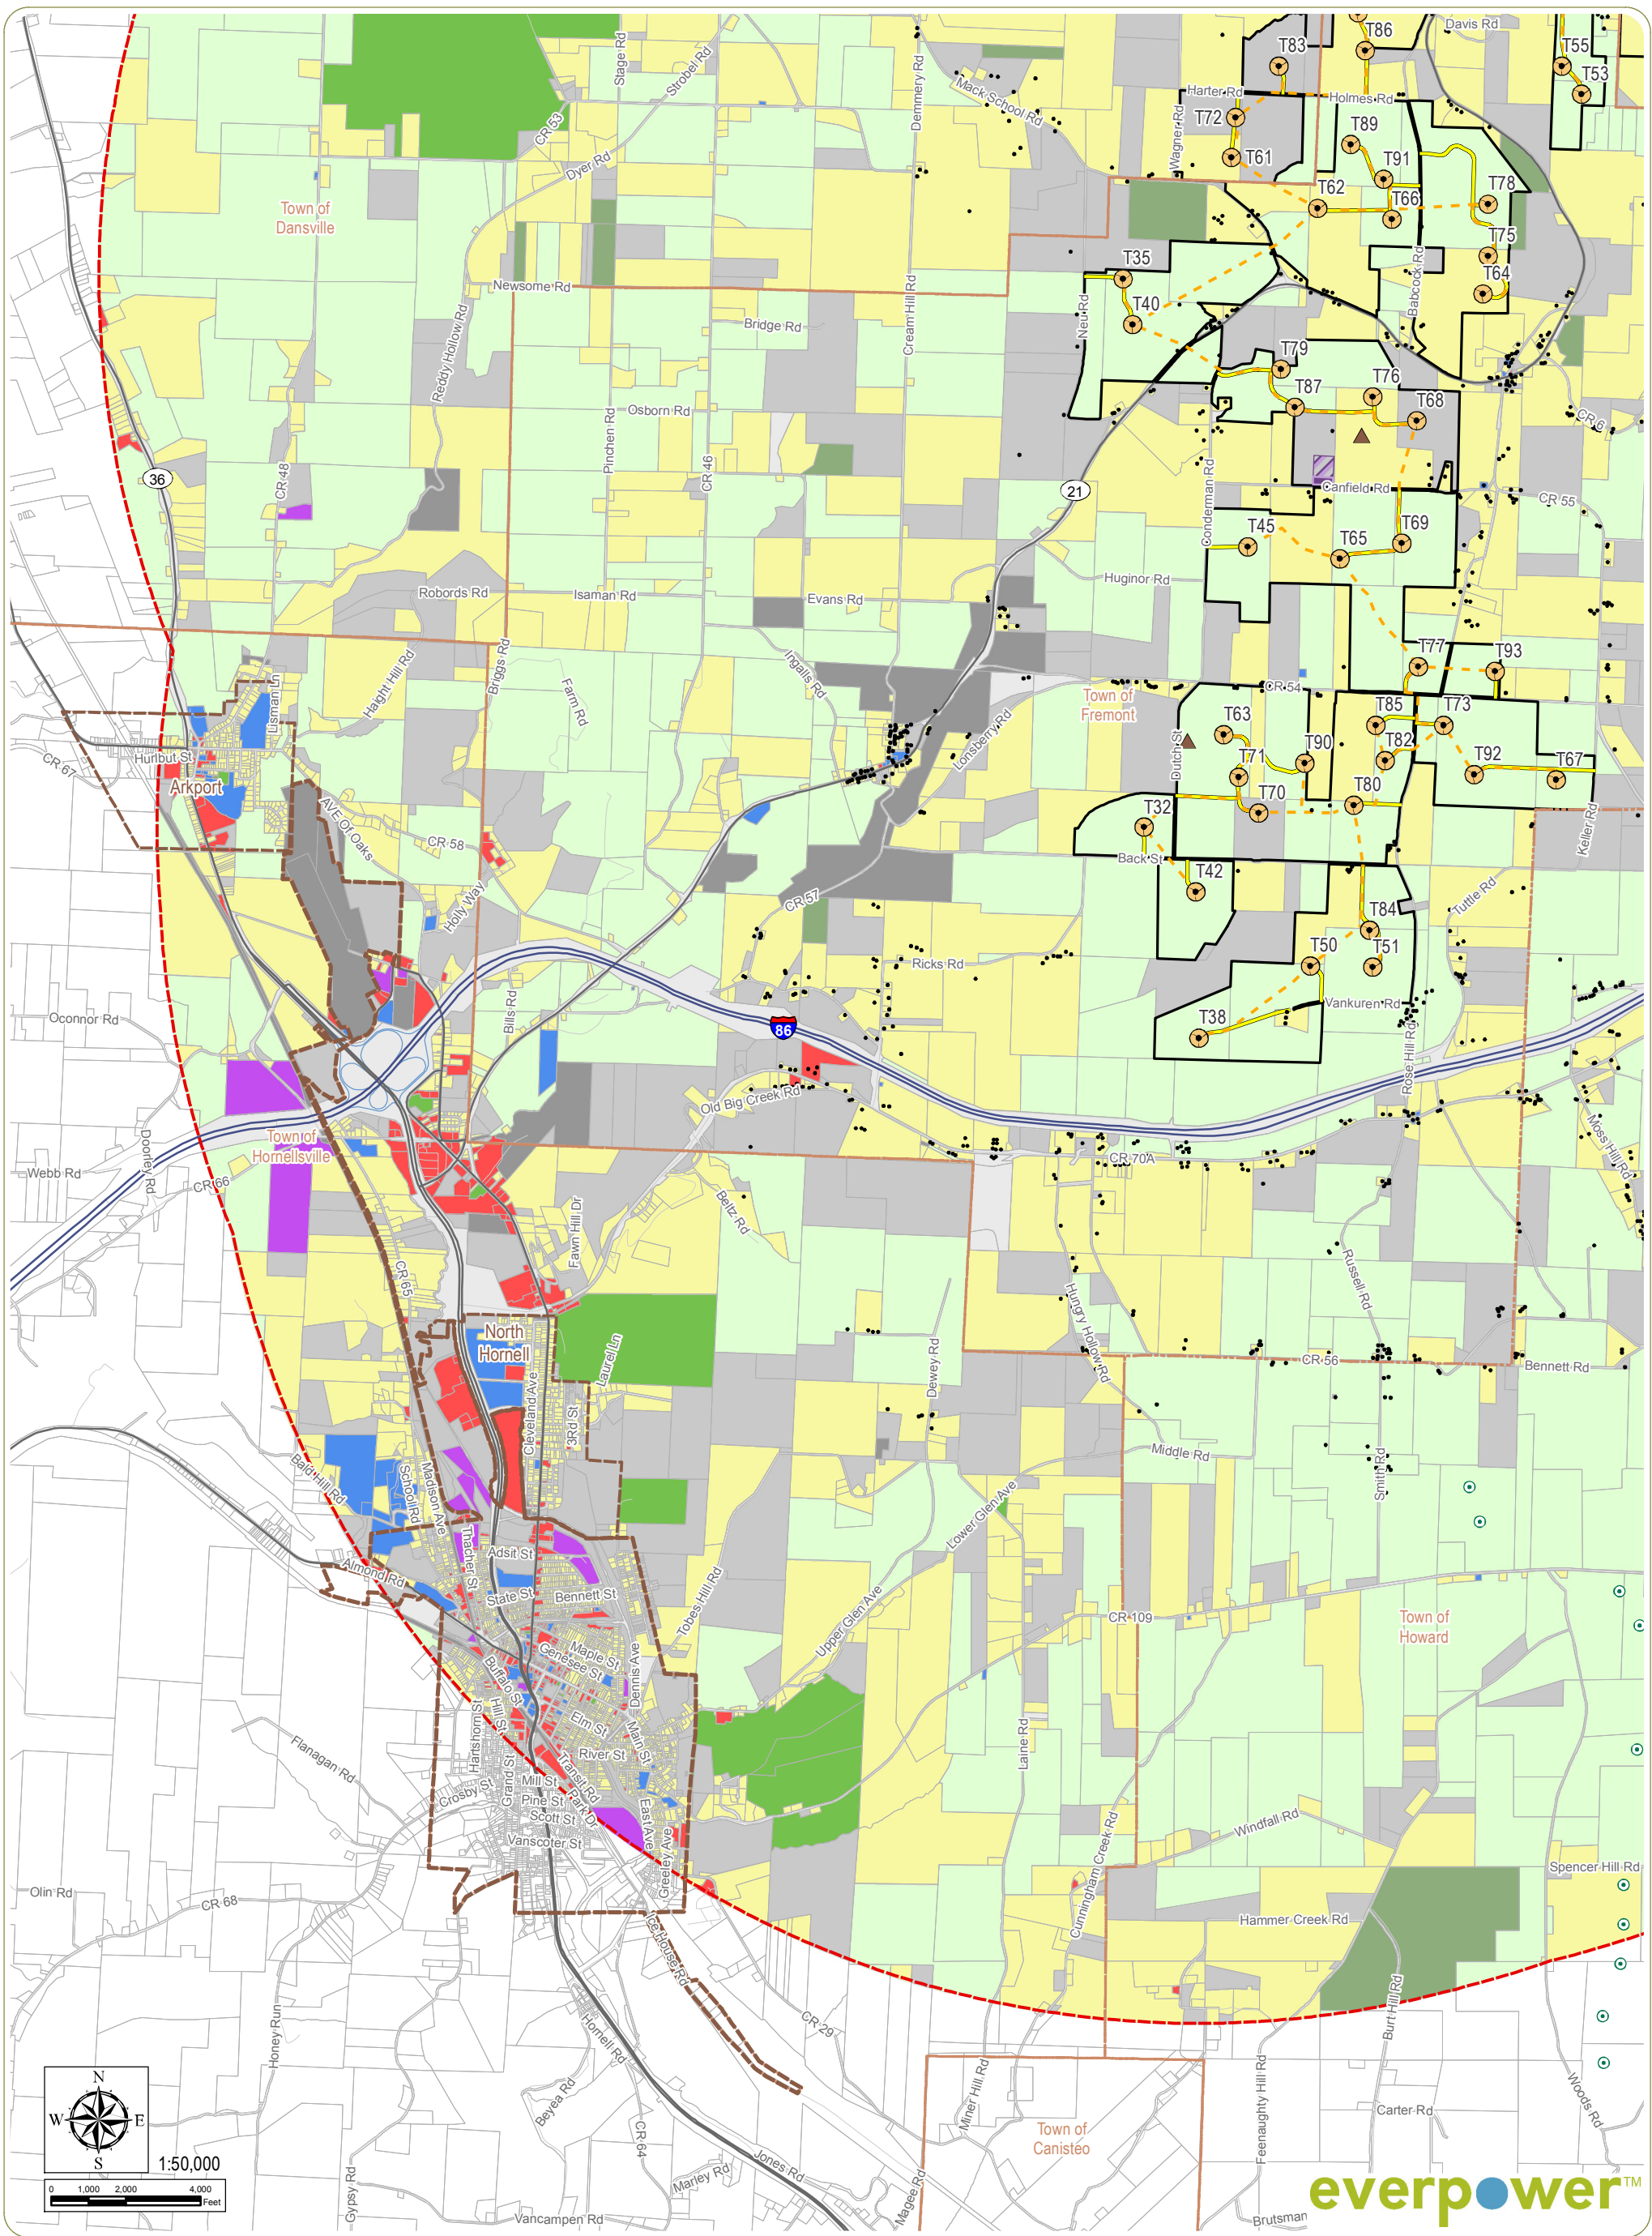 Davis Rd
T86
T83
T55
T53
Stage Rd
Strobel Rd
Demmery Rd
Mack School Rd
Harter Rd
Holmes Rd
T72
T89
CR 53
Wagner Rd
T61
T91
Dyer Rd
T62
T66
T78
Town of
Dansville
T75
T35
Babcock Rd
T64
Newsome Rd
Neu Rd
T40
Reddy Hollow Rd
Bridge Rd
Cream Hill Rd
T79
T76
T87
T68
Osborn Rd
Pinchen Rd
CR 6
36
CR 48
CR 46
21
Condeman Rd
Canfield Rd
CR 55
T45
T65
T69
Huginor Rd
Robords Rd
Isaman Rd
Evans Rd
Briggs Rd
Ingalls Rd
T77
T93
Haight Hill Rd
Lisman Ln
Farm Rd
Town of
Fremont
CR 54
T63
T85
T73
Hurlbut St
CR 67
Arkport
Lonsberry Rd
Dutch St
T71
T90
T82
T92
T67
T70
T80
AVE Of Oaks
CR 58
T32
Keller Rd
Back St
T42
Holly Way
CR 57
Tuttle Rd
T84
T50
T51
Ricks Rd
Bills Rd
Vankuren Rd
T38
86
Oconnor Rd
Rose Hill Rd
Old Big Creek Rd
Town of
Hornellsville
Doorley Rd
Webb Rd
CR 66
CR 70A
Moss Hill Rd
Beltz Rd
Fawn Hill Dr
CR 65
Russell Rd
Hungry Hollow Rd
North
Hornell
Laurel Ln
Dewey Rd
CR 56
Bennett Rd
Cleveland Ave
3Rd St
Middle Rd
Smith Rd
Bald Hill Rd
School Rd
Madison Ave
Lower Glen Ave
Thacher St
Adsit St
Almond Rd
State St
Bennett St
Tobes Hill Rd
Upper Glen Ave
CR 109
Town of
Howard
Maple St
Genesee St
Dennis Ave
Buffalo St
Hill St
Hartshorn St
Elm St
Main St
Laine Rd
Flanagan Rd
River St
Transit Rd
Grand St
Mill St
Crosby St
Pine St
Park Dr
Scott St
East Ave
Vanscoter St
Greeley Ave
Windfall Rd
Cunningham Creek Rd
Spencer Hill Rd
Olin Rd
CR 68
Hammer Creek Rd
Ice House Rd
Burt Hill Rd
CR 29
Honey Run
Hornell Rd
Miner Hill Rd
Feenaughty Hill Rd
Woods Rd
Beyea Rd
Carter Rd
CR 64
Town of
Canisteo
N
W E
S
1:50,000
Jones Rd
Marley Rd
Gypsy Rd
Magee Rd
0 1,000 2,000 4,000
Feet
Vancampen Rd
Brutsman
everpower™